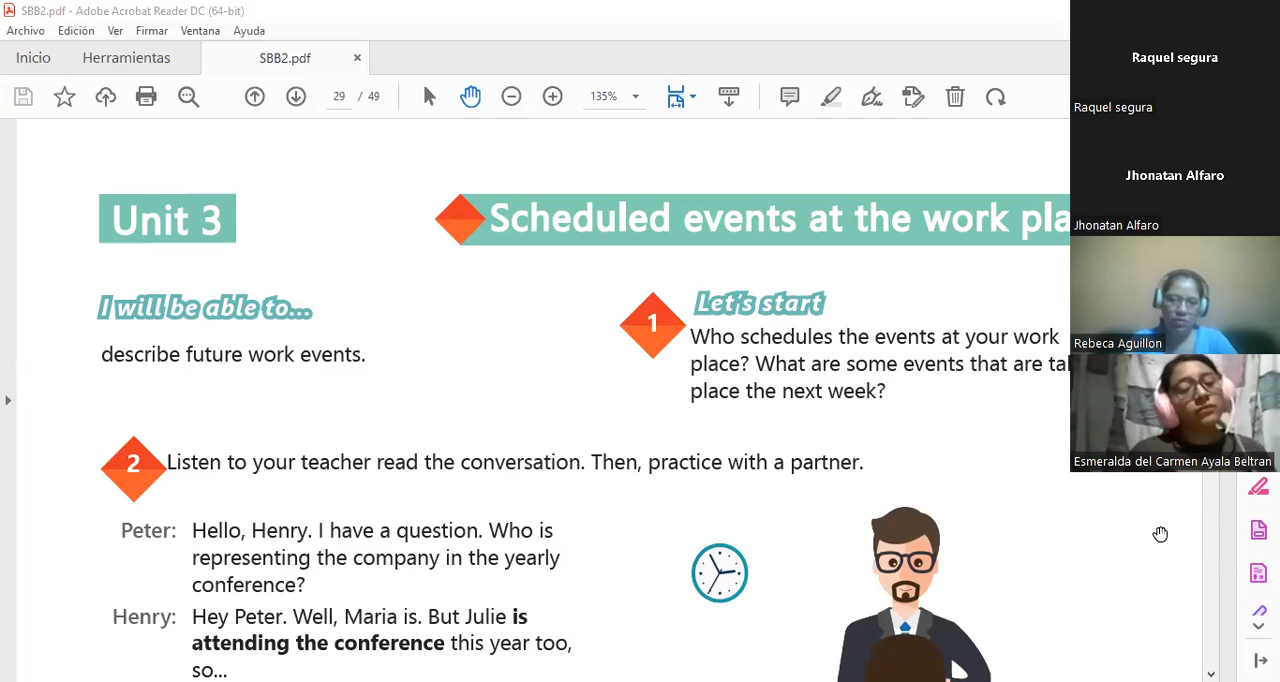 SBB2.pdf - Adobe Acrobat Reader DC (64-bit)
Archivo Edición Ver Firmar Ventana Ayuda
Inicio Herramientas SBB2.pdf ×
29 / 49 135%
Unit 3
Scheduled events at the work pla
I will be able to...
describe future work events.
1
Let's start
Who schedules the events at your work
place? What are some events that are ta
place the next week?
2
Listen to your teacher read the conversation. Then, practice with a partner.
Peter: Hello, Henry. I have a question. Who is
representing the company in the yearly
conference?
Henry: Hey Peter. Well, Maria is. But Julie is
attending the conference this year too,
so...
Raquel segura
Raquel segura
Jhonatan Alfaro
Jhonatan Alfaro
Rebeca Aguillon
Esmeralda del Carmen Ayala Beltran